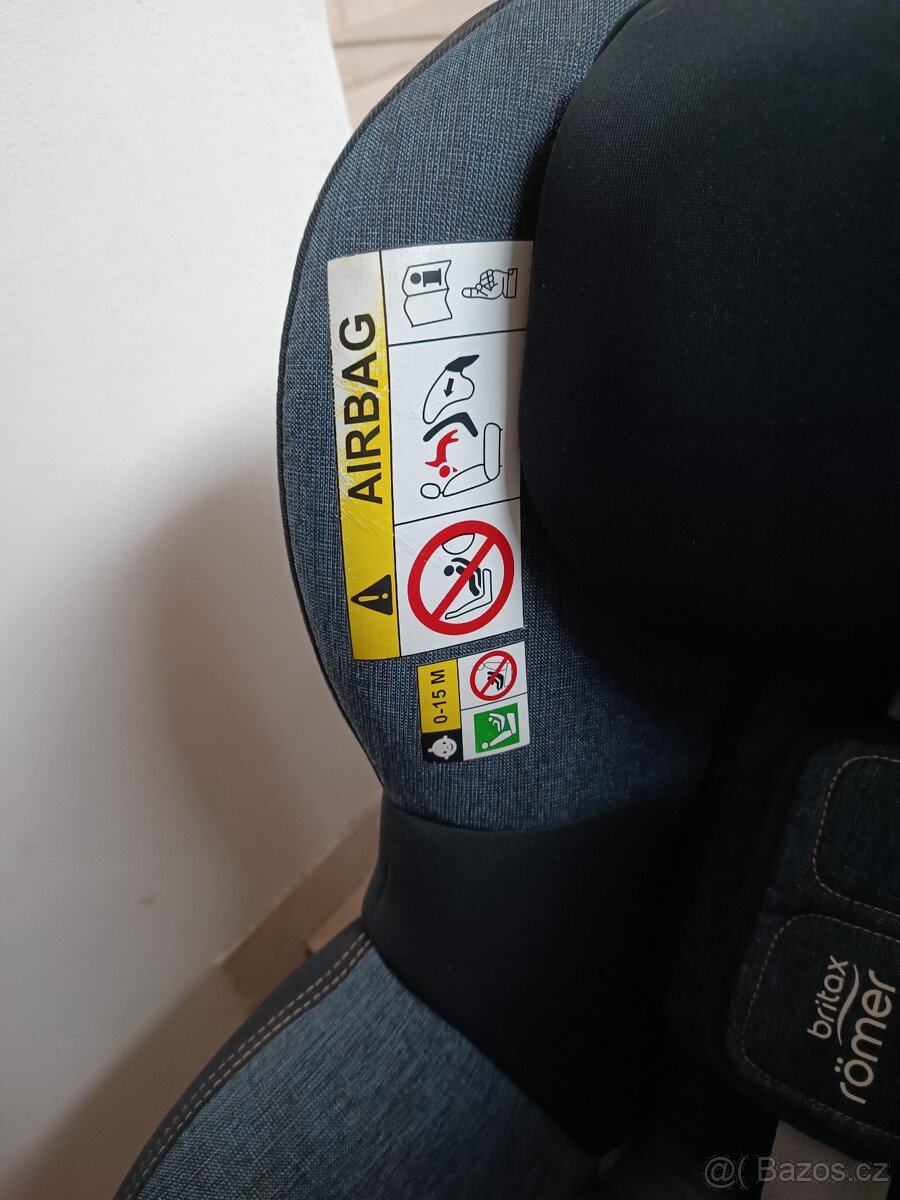 AIRBAG
0-15 M
britax
römer
@( Bazos.cz